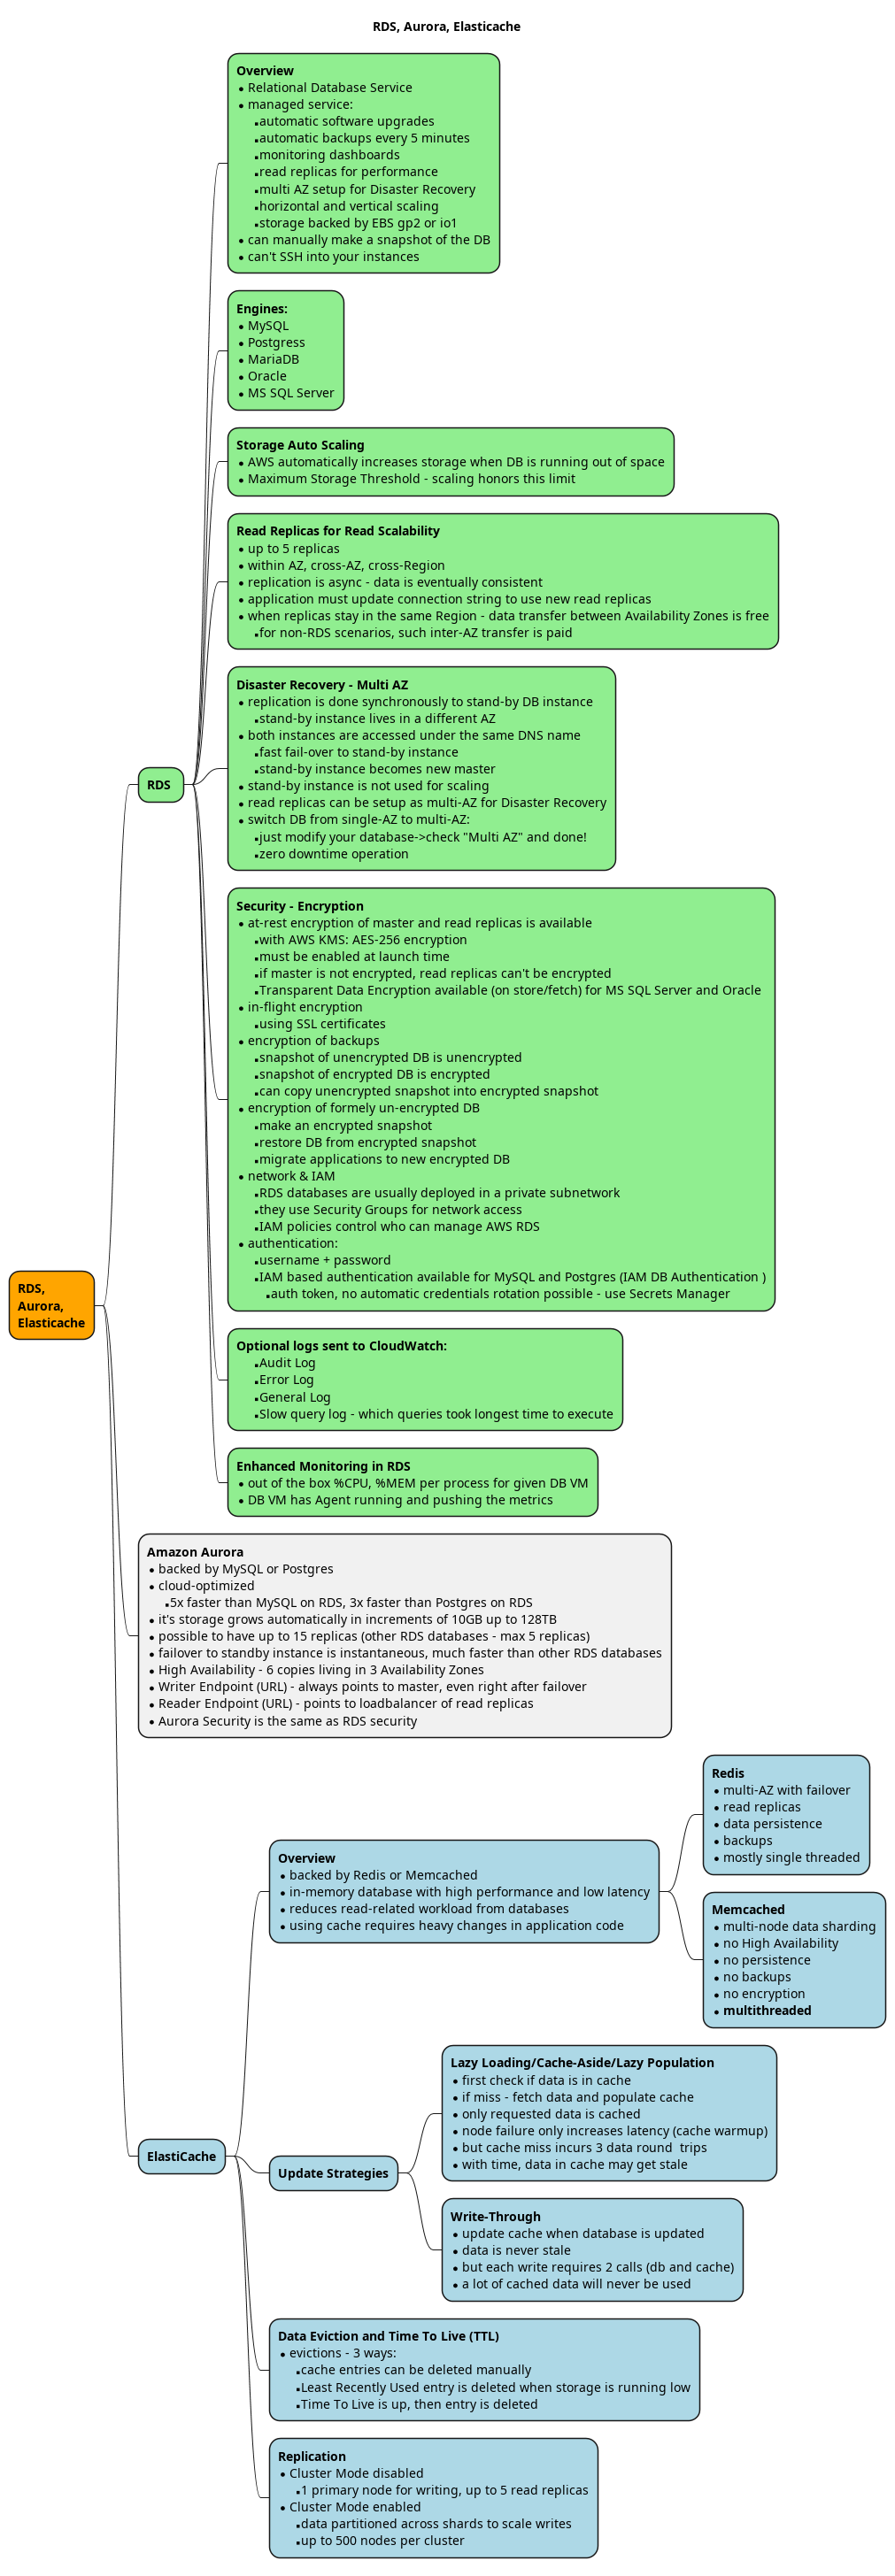 RDS, Aurora, Elasticache
RDS,
Aurora,
Elasticache
RDS
Overview
• Relational Database Service
• managed service:
▪automatic software upgrades
▪automatic backups every 5 minutes
▪monitoring dashboards
▪read replicas for performance
▪multi AZ setup for Disaster Recovery
▪horizontal and vertical scaling
▪storage backed by EBS gp2 or io1
• can manually make a snapshot of the DB
• can't SSH into your instances
Engines:
• MySQL
• Postgress
• MariaDB
• Oracle
• MS SQL Server
Storage Auto Scaling
• AWS automatically increases storage when DB is running out of space
• Maximum Storage Threshold - scaling honors this limit
Read Replicas for Read Scalability
• up to 5 replicas
• within AZ, cross-AZ, cross-Region
• replication is async - data is eventually consistent
• application must update connection string to use new read replicas
• when replicas stay in the same Region - data transfer between Availability Zones is free
▪for non-RDS scenarios, such inter-AZ transfer is paid
Disaster Recovery - Multi AZ
• replication is done synchronously to stand-by DB instance
▪stand-by instance lives in a different AZ
• both instances are accessed under the same DNS name
▪fast fail-over to stand-by instance
▪stand-by instance becomes new master
• stand-by instance is not used for scaling
• read replicas can be setup as multi-AZ for Disaster Recovery
• switch DB from single-AZ to multi-AZ:
▪just modify your database->check "Multi AZ" and done!
▪zero downtime operation
Security - Encryption
• at-rest encryption of master and read replicas is available
▪with AWS KMS: AES-256 encryption
▪must be enabled at launch time
▪if master is not encrypted, read replicas can't be encrypted
▪Transparent Data Encryption available (on store/fetch) for MS SQL Server and Oracle
• in-flight encryption
▪using SSL certificates
• encryption of backups
▪snapshot of unencrypted DB is unencrypted
▪snapshot of encrypted DB is encrypted
▪can copy unencrypted snapshot into encrypted snapshot
• encryption of formely un-encrypted DB
▪make an encrypted snapshot
▪restore DB from encrypted snapshot
▪migrate applications to new encrypted DB
• network & IAM
▪RDS databases are usually deployed in a private subnetwork
▪they use Security Groups for network access
▪IAM policies control who can manage AWS RDS
• authentication:
▪username + password
▪IAM based authentication available for MySQL and Postgres (IAM DB Authentication )
▪auth token, no automatic credentials rotation possible - use Secrets Manager
Optional logs sent to CloudWatch:
▪Audit Log
▪Error Log
▪General Log
▪Slow query log - which queries took longest time to execute
Enhanced Monitoring in RDS
• out of the box %CPU, %MEM per process for given DB VM
• DB VM has Agent running and pushing the metrics
Amazon Aurora
• backed by MySQL or Postgres
• cloud-optimized
▪5x faster than MySQL on RDS, 3x faster than Postgres on RDS
• it's storage grows automatically in increments of 10GB up to 128TB
• possible to have up to 15 replicas (other RDS databases - max 5 replicas)
• failover to standby instance is instantaneous, much faster than other RDS databases
• High Availability - 6 copies living in 3 Availability Zones
• Writer Endpoint (URL) - always points to master, even right after failover
• Reader Endpoint (URL) - points to loadbalancer of read replicas
• Aurora Security is the same as RDS security
ElastiCache
Overview
• backed by Redis or Memcached
• in-memory database with high performance and low latency
• reduces read-related workload from databases
• using cache requires heavy changes in application code
Redis
• multi-AZ with failover
• read replicas
• data persistence
• backups
• mostly single threaded
Memcached
• multi-node data sharding
• no High Availability
• no persistence
• no backups
• no encryption
• multithreaded
Update Strategies
Lazy Loading/Cache-Aside/Lazy Population
• first check if data is in cache
• if miss - fetch data and populate cache
• only requested data is cached
• node failure only increases latency (cache warmup)
• but cache miss incurs 3 data round  trips
• with time, data in cache may get stale
Write-Through
• update cache when database is updated
• data is never stale
• but each write requires 2 calls (db and cache)
• a lot of cached data will never be used
Data Eviction and Time To Live (TTL)
• evictions - 3 ways:
▪cache entries can be deleted manually
▪Least Recently Used entry is deleted when storage is running low
▪Time To Live is up, then entry is deleted
Replication
• Cluster Mode disabled
▪1 primary node for writing, up to 5 read replicas
• Cluster Mode enabled
▪data partitioned across shards to scale writes
▪up to 500 nodes per cluster